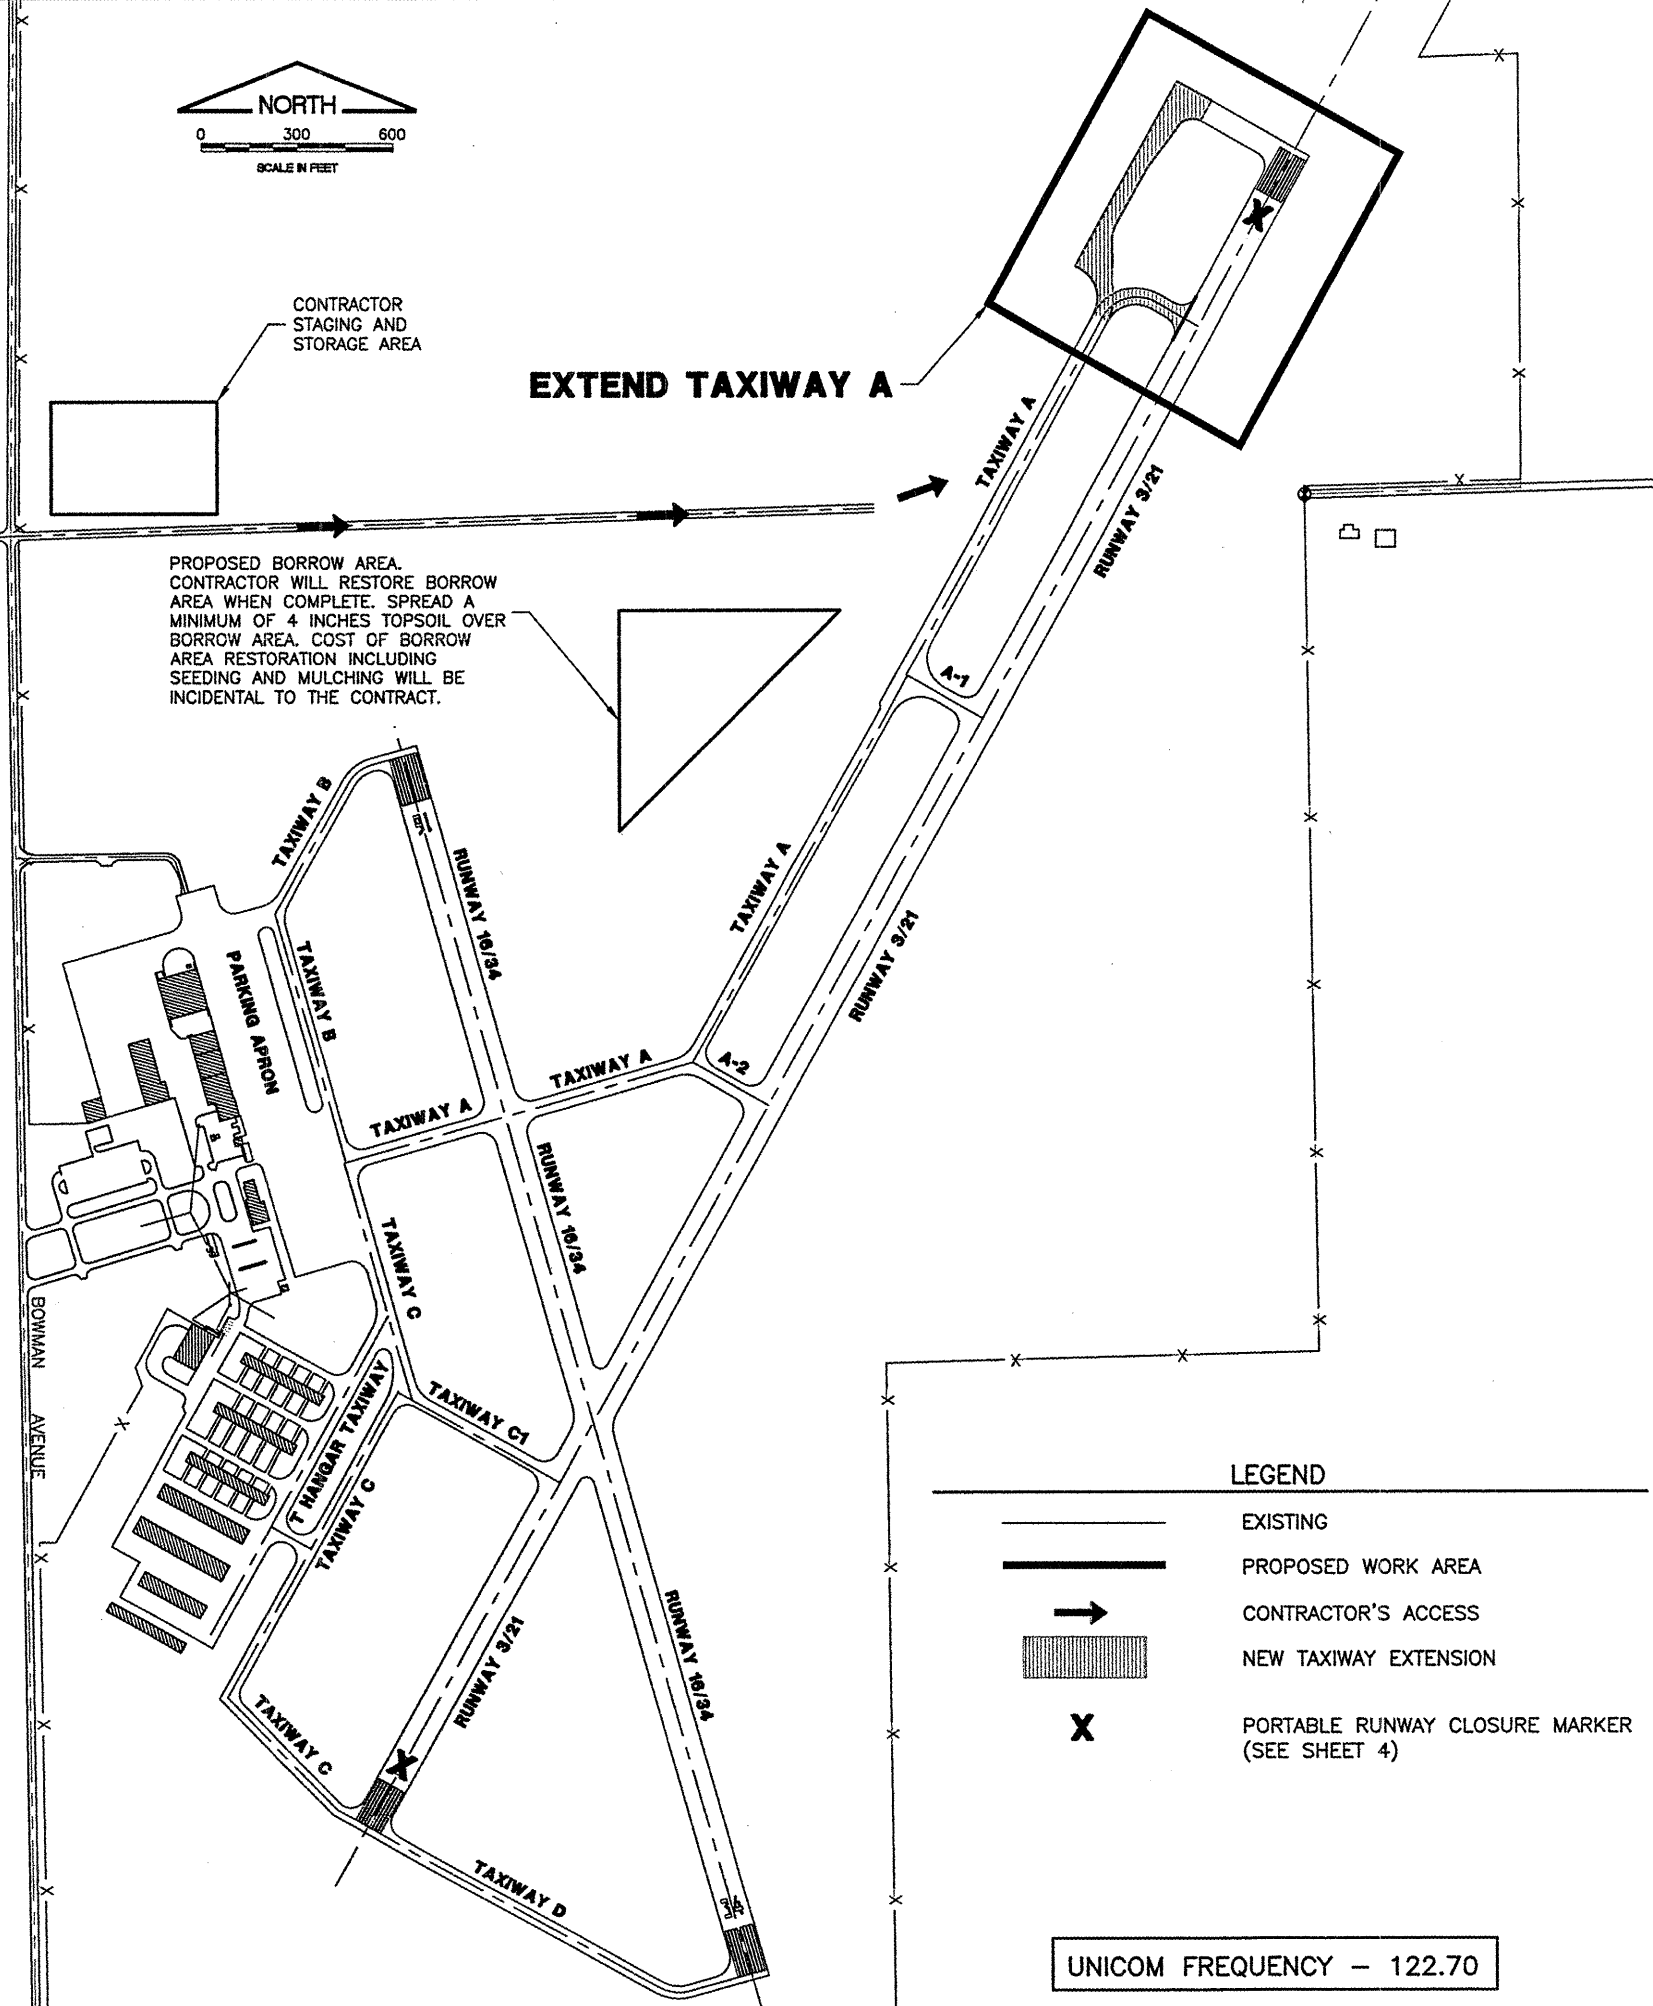 NORTH
0 300 600
SCALE IN FEET
CONTRACTOR
STAGING AND
STORAGE AREA
EXTEND TAXIWAY A
TAXIWAY A
RUNWAY 3/21
PROPOSED BORROW AREA.
CONTRACTOR WILL RESTORE BORROW
AREA WHEN COMPLETE. SPREAD A
MINIMUM OF 4 INCHES TOPSOIL OVER
BORROW AREA. COST OF BORROW
AREA RESTORATION INCLUDING
SEEDING AND MULCHING WILL BE
INCIDENTAL TO THE CONTRACT.
A-1
TAXIWAY B
RUNWAY 16/34
TAXIWAY A
RUNWAY 3/21
PARKING APRON
TAXIWAY B
A-2
TAXIWAY A
TAXIWAY A
RUNWAY 16/34
TAXIWAY C
BOWMAN AVENUE
T HANGAR TAXIWAY
TAXIWAY C1
TAXIWAY C
RUNWAY 3/21
RUNWAY 16/34
TAXIWAY C
TAXIWAY D
34
LEGEND
EXISTING
PROPOSED WORK AREA
CONTRACTOR'S ACCESS
NEW TAXIWAY EXTENSION
X PORTABLE RUNWAY CLOSURE MARKER
(SEE SHEET 4)
UNICOM FREQUENCY – 122.70